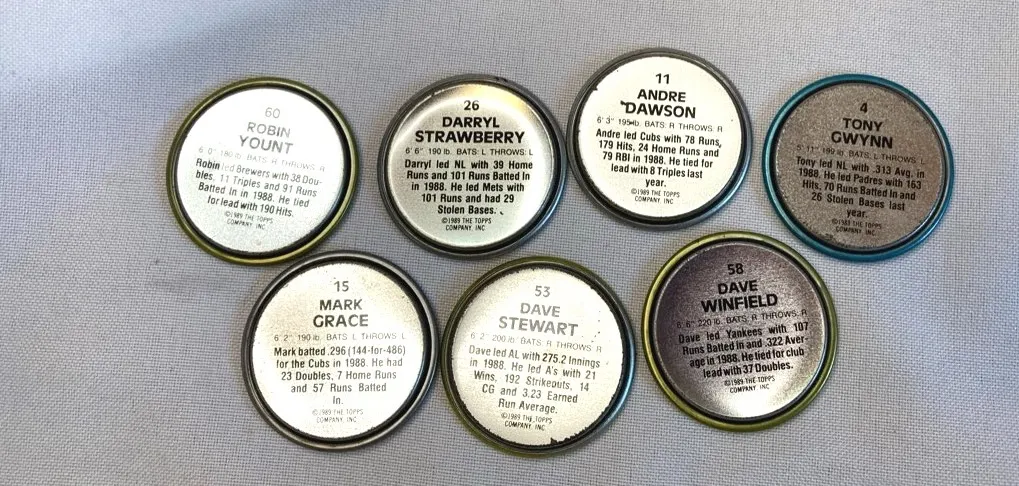 60
ROBIN
YOUNT
6' 0" 180 lb. BATS: R THROWS: R
Robin led Brewers with 38 Dou-
bles, 11 Triples and 91 Runs
Batted In in 1988. He tied
for lead with 190 Hits.
©1989 THE TOPPS
COMPANY, INC
26
DARRYL
STRAWBERRY
6' 6" 190 lb. BATS: L THROWS: L
Darryl led NL with 39 Home
Runs and 101 Runs Batted In
in 1988. He led Mets with
101 Runs and had 29
Stolen Bases.
©1989 THE TOPPS
COMPANY, INC
11
ANDRE
DAWSON
6' 3" 195 lb. BATS: R THROWS: R
Andre led Cubs with 78 Runs,
179 Hits, 24 Home Runs and
79 RBI in 1988. He tied for
lead with 8 Triples last
year.
©1989 THE TOPPS
COMPANY, INC
4
TONY
GWYNN
5' 11" 199 lb. BATS: L THROWS: L
Tony led NL with .313 Avg. in
1988. He led Padres with 163
Hits, 70 Runs Batted In and
26 Stolen Bases last
year.
©1989 THE TOPPS
COMPANY, INC
15
MARK
GRACE
6' 2" 190 lb. BATS: L THROWS: L
Mark batted .296 (144-for-486)
for the Cubs in 1988. He had
23 Doubles, 7 Home Runs
and 57 Runs Batted
In.
©1989 THE TOPPS
COMPANY, INC
53
DAVE
STEWART
6' 2" 200 lb. BATS: R THROWS: R
Dave led AL with 275.2 Innings
in 1988. He led A's with 21
Wins, 192 Strikeouts, 14
CG and 3.23 Earned
Run Average.
©1989 THE TOPPS
COMPANY, INC
58
DAVE
WINFIELD
6' 6" 220 lb. BATS: R THROWS: R
Dave led Yankees with 107
Runs Batted In and .322 Aver-
age in 1988. He tied for club
lead with 37 Doubles.
©1989 THE TOPPS
COMPANY, INC